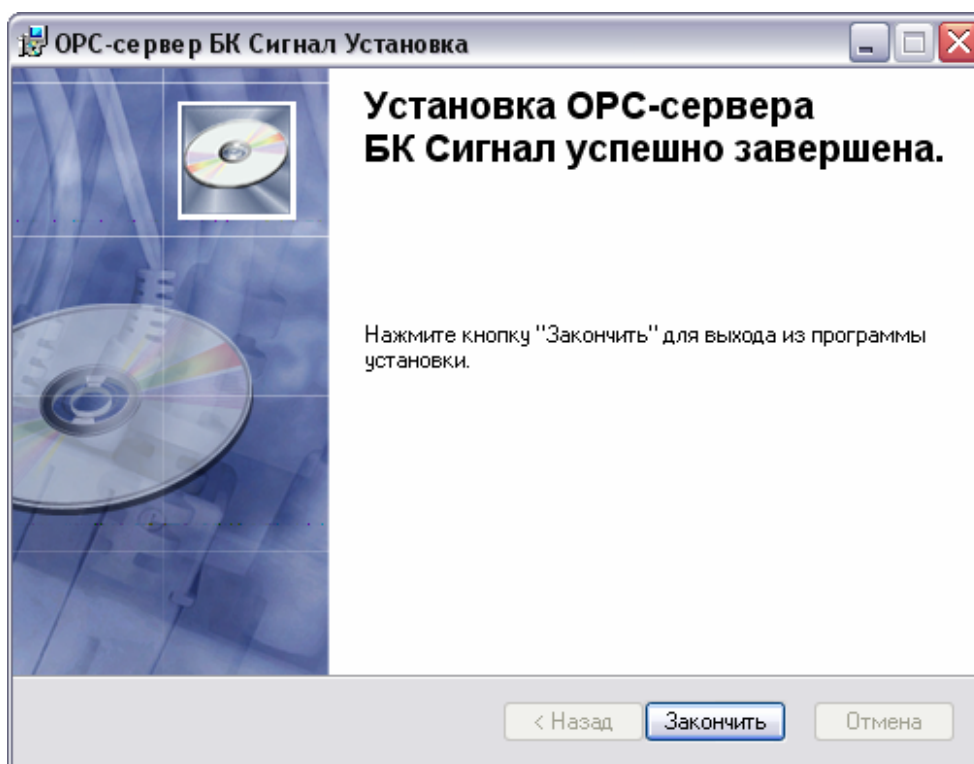 OPC-сервер БК Сигнал Установка
Установка OPC-сервера
БК Сигнал успешно завершена.
Нажмите кнопку "Закончить" для выхода из программы
установки.
< Назад
Закончить
Отмена